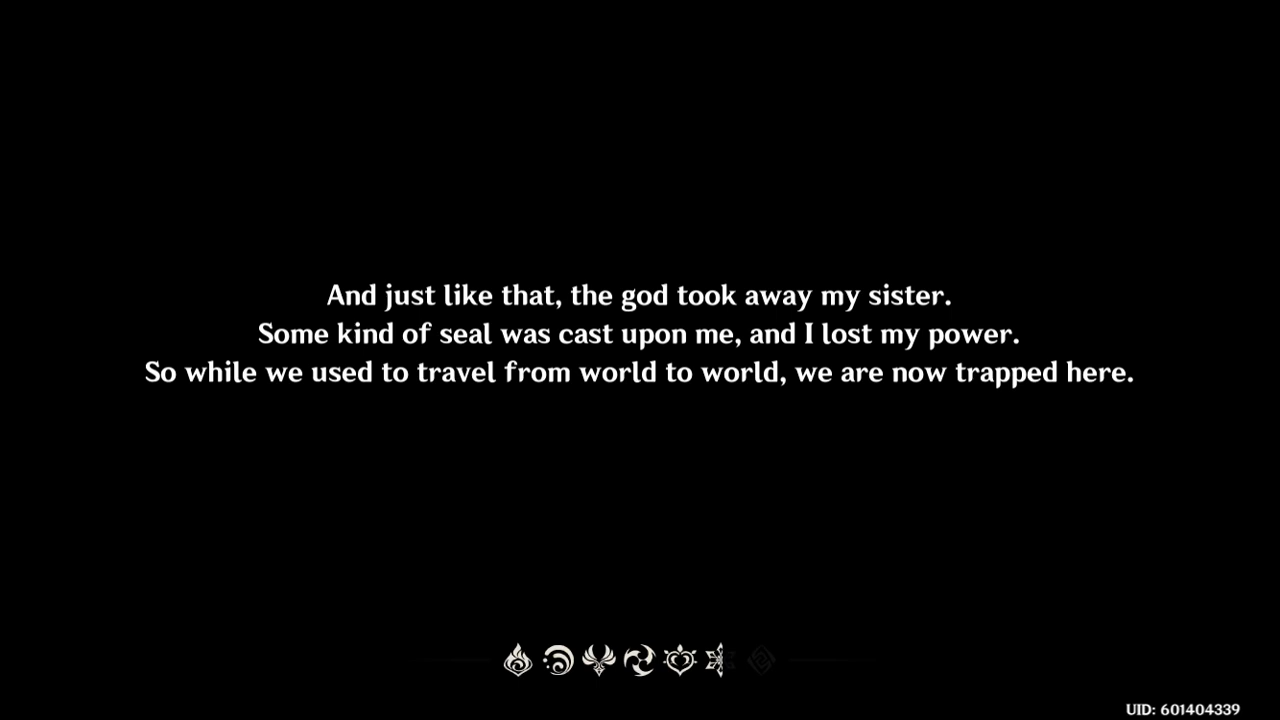 And just like that, the god took away my sister.
Some kind of seal was cast upon me, and I lost my power.
So while we used to travel from world to world, we are now trapped here.
UID: 601404339